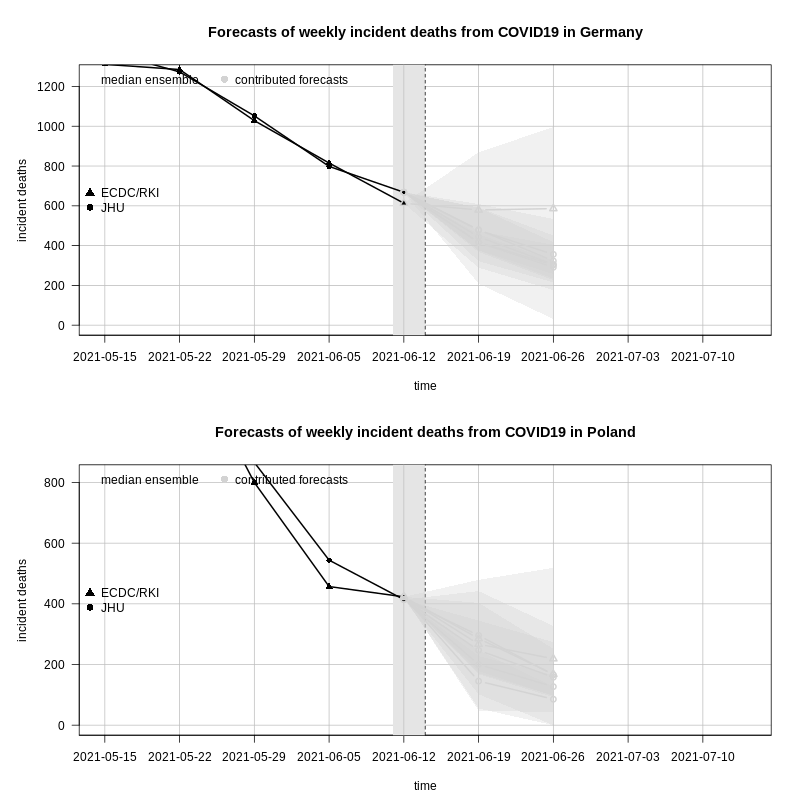 Forecasts of weekly incident deaths from COVID19 in Germany
median ensemble contributed forecasts
1200
1000
800
600
400
200
0
incident deaths
ECDC/RKI
JHU
2021-05-15 2021-05-22 2021-05-29 2021-06-05 2021-06-12 2021-06-19 2021-06-26 2021-07-03 2021-07-10
time
Forecasts of weekly incident deaths from COVID19 in Poland
median ensemble contributed forecasts
800
600
400
200
0
incident deaths
ECDC/RKI
JHU
2021-05-15 2021-05-22 2021-05-29 2021-06-05 2021-06-12 2021-06-19 2021-06-26 2021-07-03 2021-07-10
time